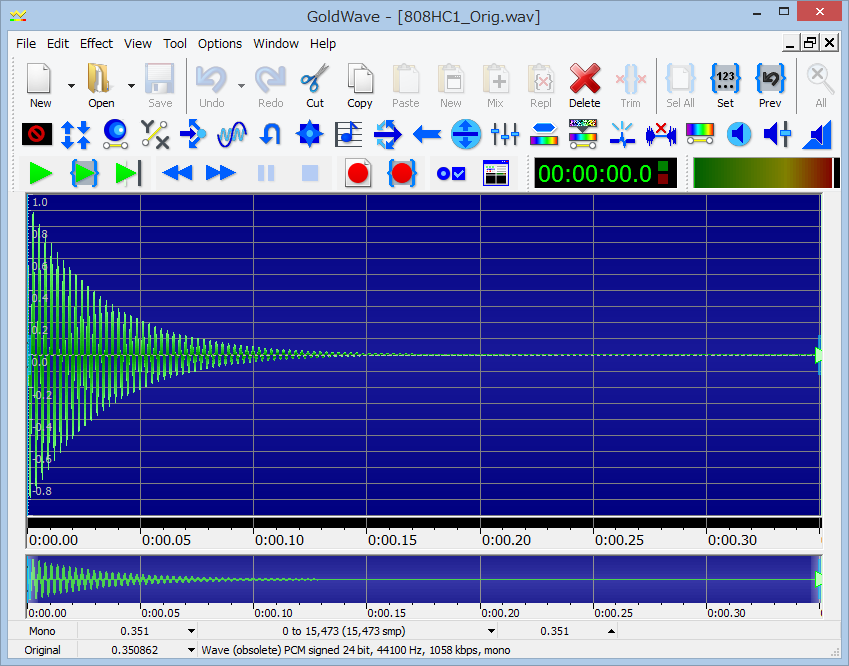 GoldWave - [808HC1_Orig.wav]
File Edit Effect View Tool Options Window Help
New Open Save Undo Redo Cut Copy Paste New Mix Repl Delete Trim Sel All Set Prev All
123
00:00:00.0
1.0
0.8
0.6
0.4
0.2
0.0
-0.2
-0.4
-0.6
-0.8
0:00.00 0:00.05 0:00.10 0:00.15 0:00.20 0:00.25 0:00.30
0:00.00 0:00.05 0:00.10 0:00.15 0:00.20 0:00.25 0:00.30
Mono 0.351 0 to 15,473 (15,473 smp) 0.351
Original 0.350862 Wave (obsolete) PCM signed 24 bit, 44100 Hz, 1058 kbps, mono